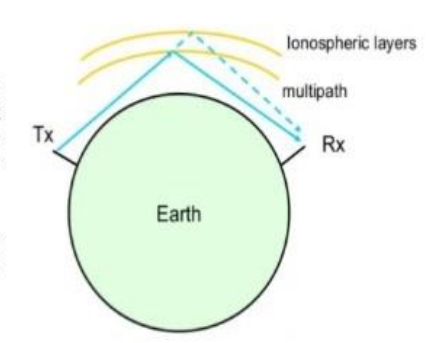 Ionospheric layers
multipath
Tx
Rx
Earth